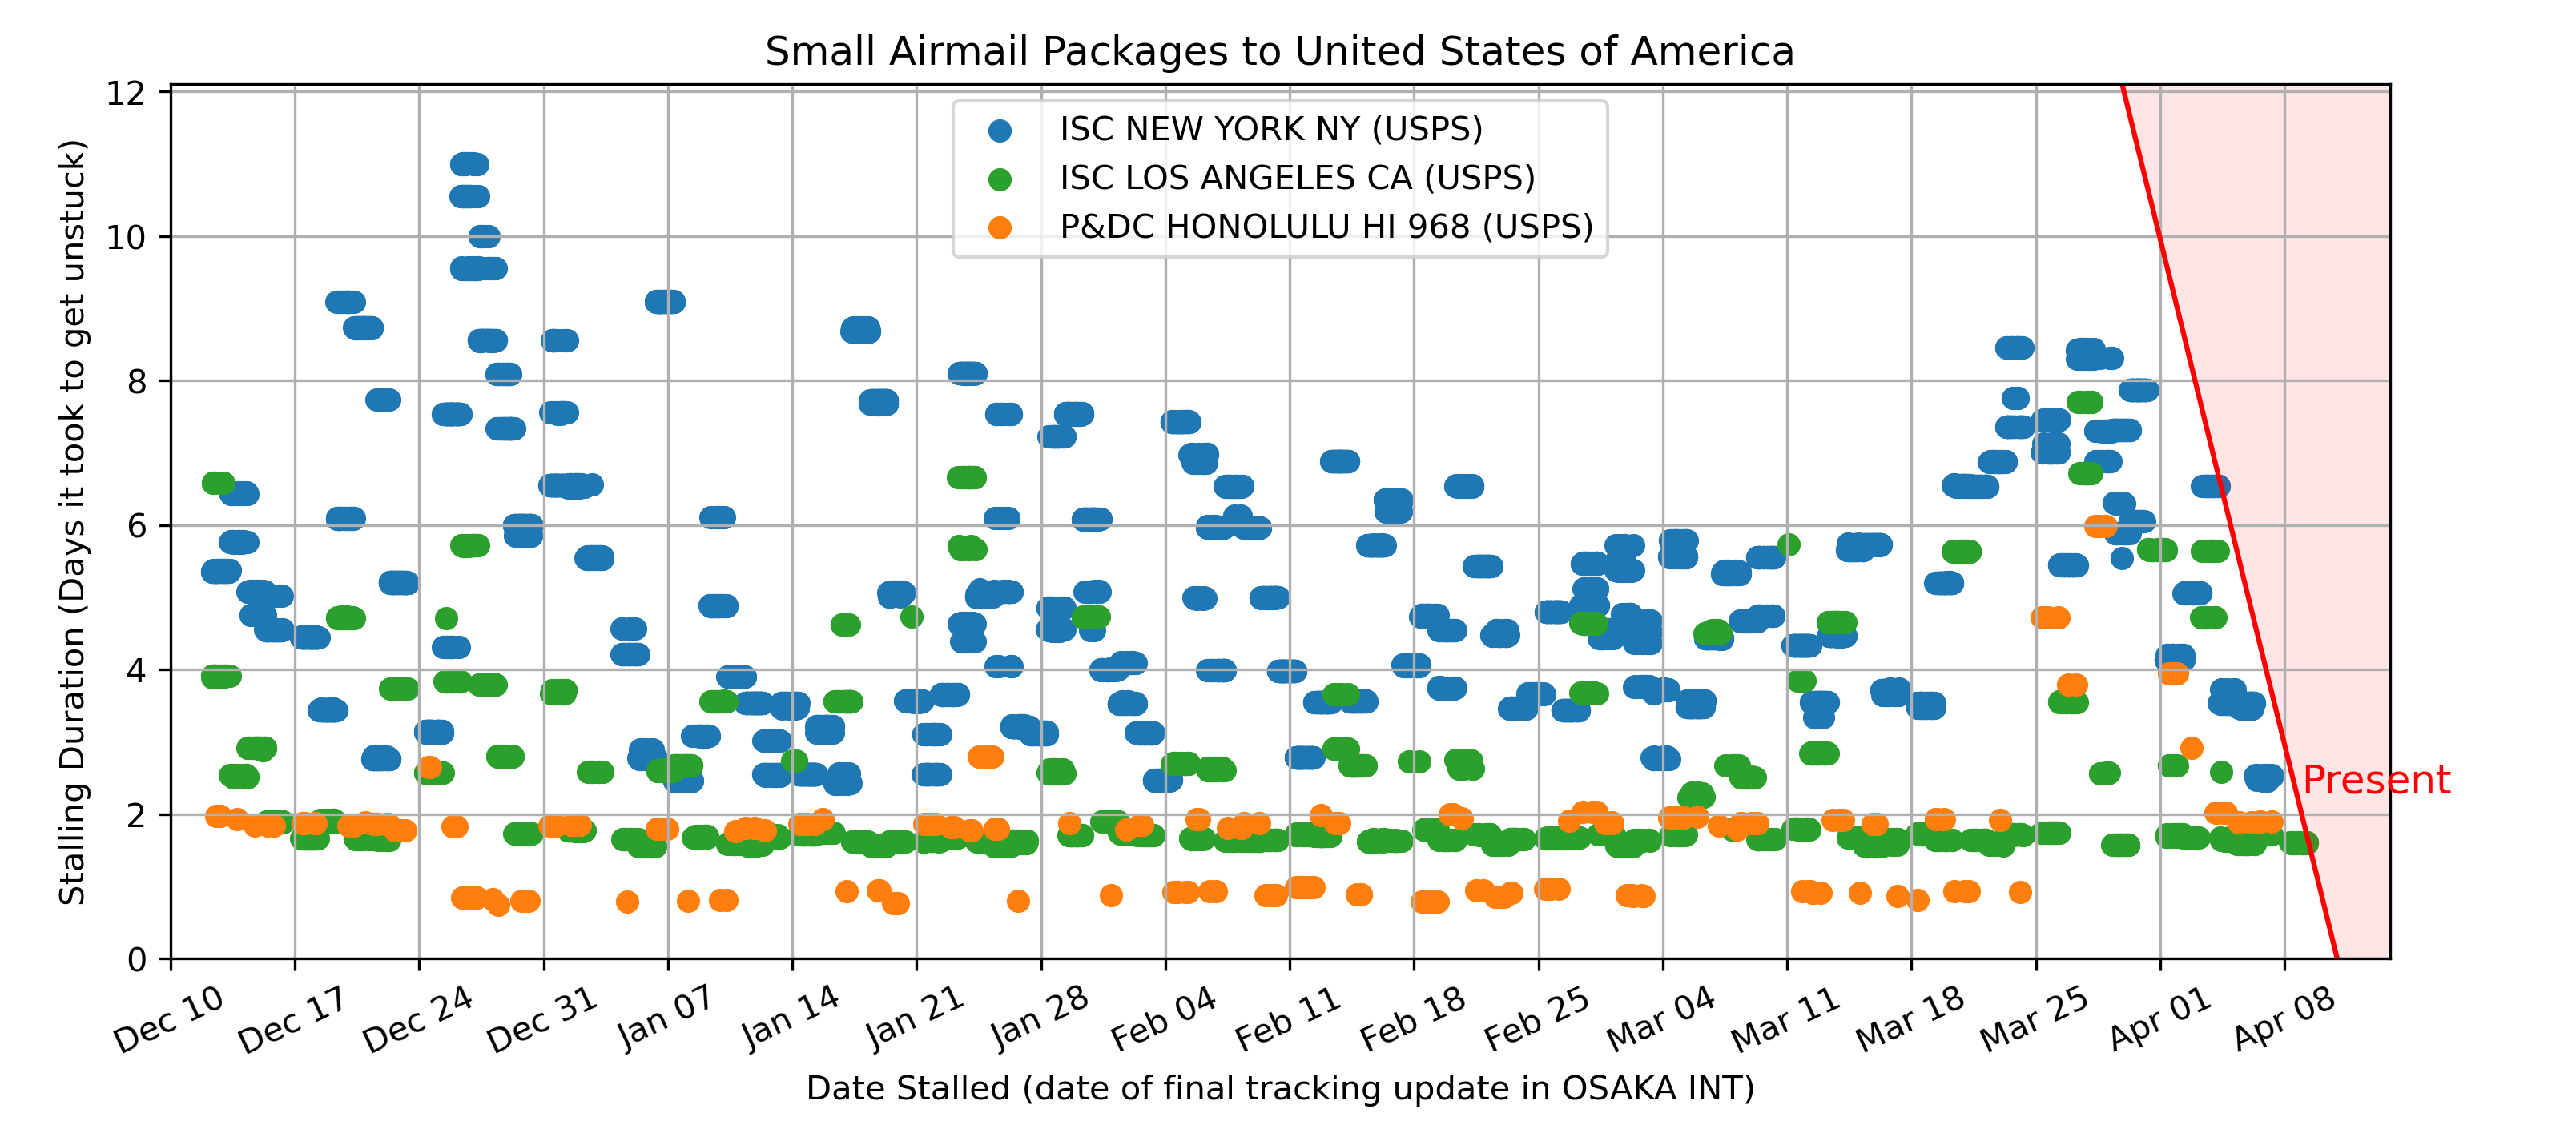 Small Airmail Packages to United States of America
Stalling Duration (Days it took to get unstuck)
12
10
8
6
4
2
0
ISC NEW YORK NY (USPS)
ISC LOS ANGELES CA (USPS)
P&DC HONOLULU HI 968 (USPS)
Present
Dec 10
Dec 17
Dec 24
Dec 31
Jan 07
Jan 14
Jan 21
Jan 28
Feb 04
Feb 11
Feb 18
Feb 25
Mar 04
Mar 11
Mar 18
Mar 25
Apr 01
Apr 08
Date Stalled (date of final tracking update in OSAKA INT)